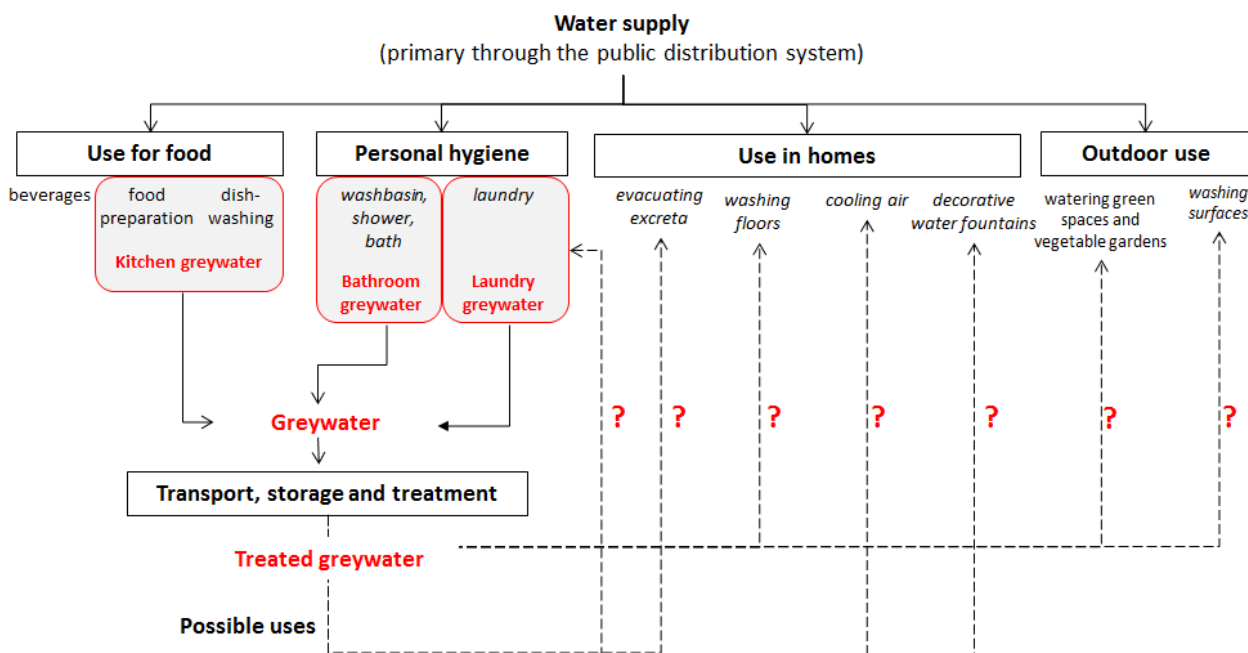 Water supply
(primary through the public distribution system)
Use for food
Personal hygiene
Use in homes
Outdoor use
beverages
food
preparation
dish-
washing
Kitchen greywater
washbasin,
shower,
bath
Bathroom
greywater
laundry
Laundry
greywater
evacuating
excreta
washing
floors
cooling air
decorative
water fountains
watering green
spaces and
vegetable gardens
washing
surfaces
Greywater
? ? ? ? ? ? ?
Transport, storage and treatment
Treated greywater
Possible uses